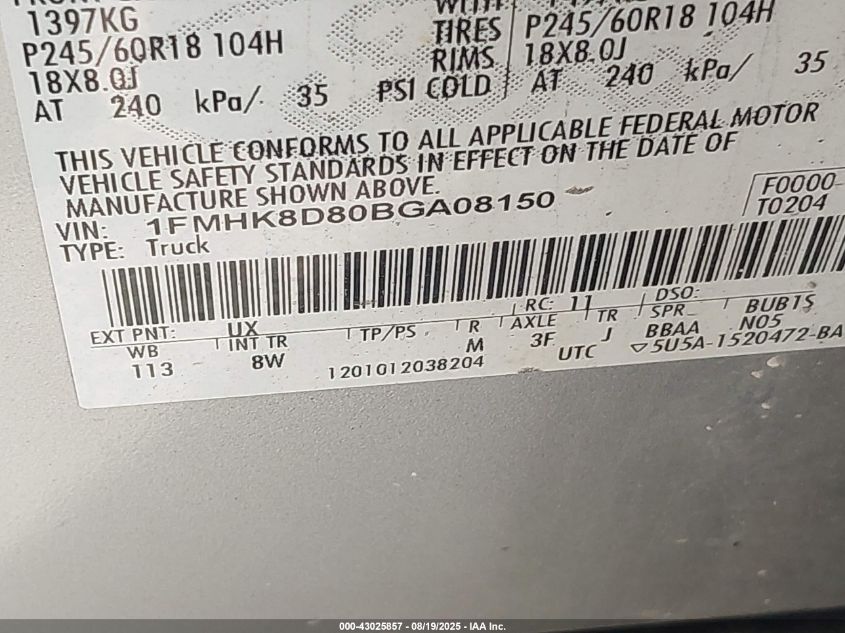 1397KG
P245/60R18 104H
18X8.0J
AT 240 kPa/ 35 PSI COLD
WITH
TIRES P245/60R18 104H
RIMS 18X8.0J
AT 240 kPa/ 35
THIS VEHICLE CONFORMS TO ALL APPLICABLE FEDERAL MOTOR
VEHICLE SAFETY STANDARDS IN EFFECT ON THE DATE OF
MANUFACTURE SHOWN ABOVE.
VIN: 1FMHK8D80BGA08150
F0000-
TYPE: Truck
T0204
EXT PNT: UX RC: 11 DSO:
WB INT TR TP/PS R AXLE TR SPR BUB1S
113 8W M 3F J BBAA N05
1201012038204 UTC ▽5U5A-1520472-BA
000-43025857 - 08/19/2025 - IAA Inc.